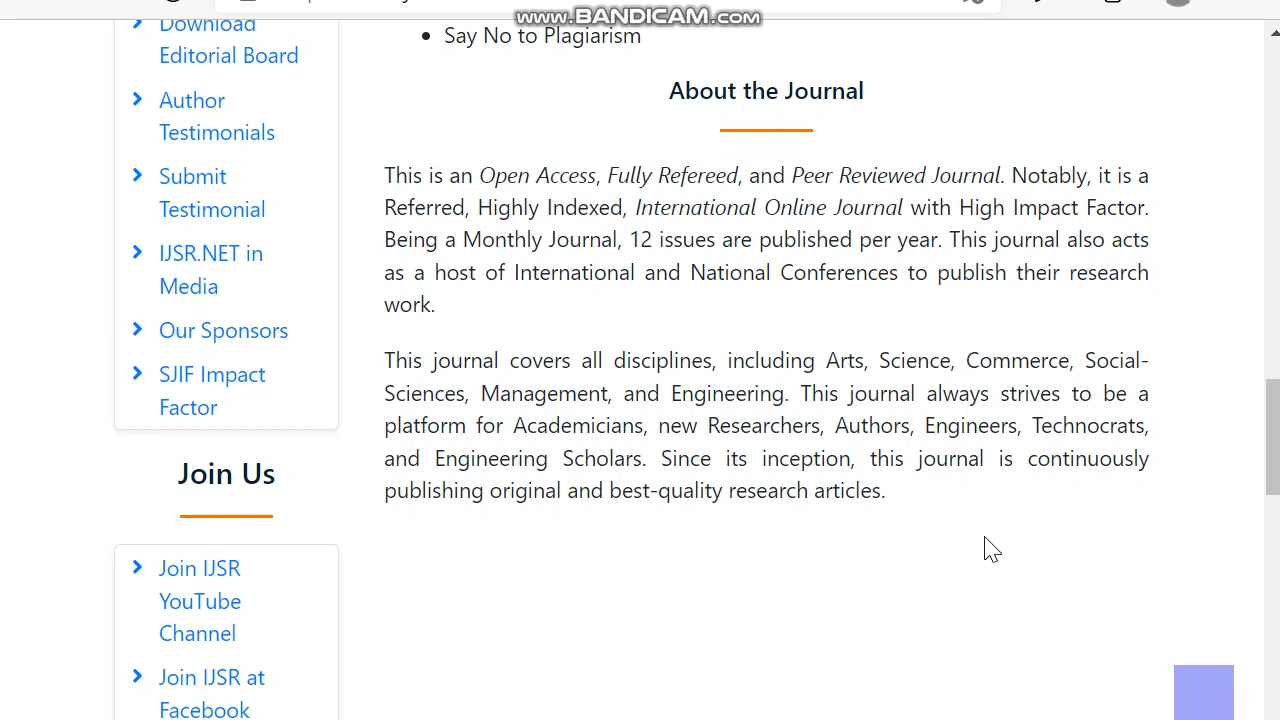 www.BANDICAM.com
Download
Editorial Board
Author
Testimonials
Submit
Testimonial
IJSR.NET in
Media
Our Sponsors
SJIF Impact
Factor
Join Us
Join IJSR
YouTube
Channel
Join IJSR at
Facebook
Say No to Plagiarism
About the Journal
This is an Open Access, Fully Refereed, and Peer Reviewed Journal. Notably, it is a
Referred, Highly Indexed, International Online Journal with High Impact Factor.
Being a Monthly Journal, 12 issues are published per year. This journal also acts
as a host of International and National Conferences to publish their research
work.
This journal covers all disciplines, including Arts, Science, Commerce, Social-
Sciences, Management, and Engineering. This journal always strives to be a
platform for Academicians, new Researchers, Authors, Engineers, Technocrats,
and Engineering Scholars. Since its inception, this journal is continuously
publishing original and best-quality research articles.